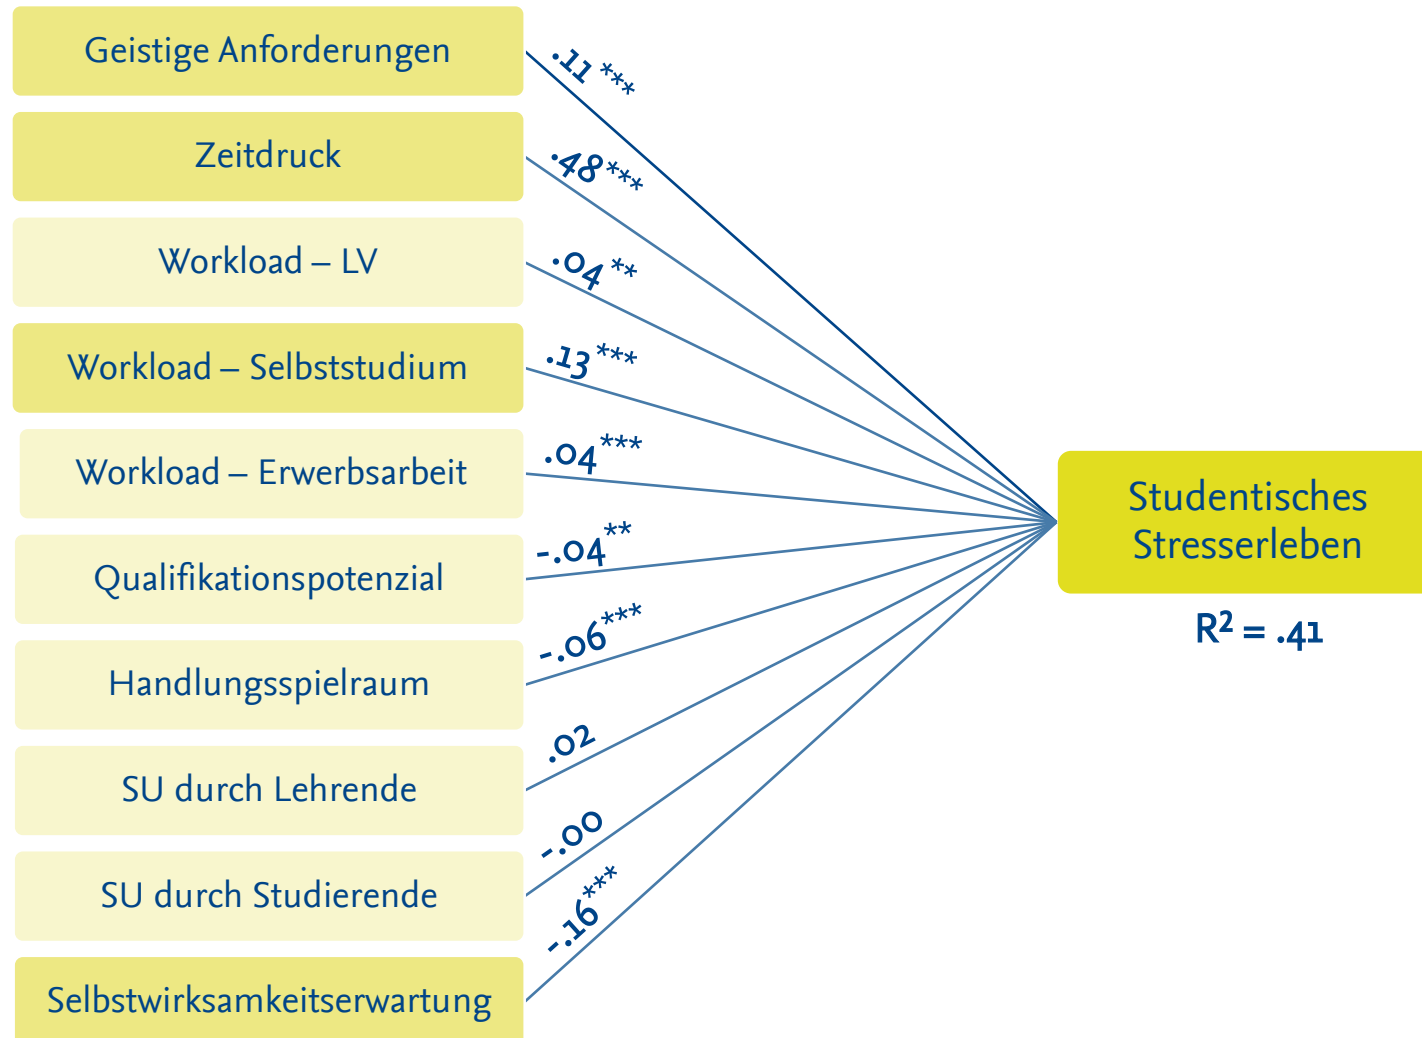 Geistige Anforderungen
.11 ***
Zeitdruck
.48***
Workload – LV
.04 **
Workload – Selbststudium
.13 ***
Workload – Erwerbsarbeit
.04***
Qualifikationspotenzial
-.04**
Handlungsspielraum
-.06***
SU durch Lehrende
.02
SU durch Studierende
-.00
Selbstwirksamkeitserwartung
-.16***
Studentisches
Stresserleben
R² = .41